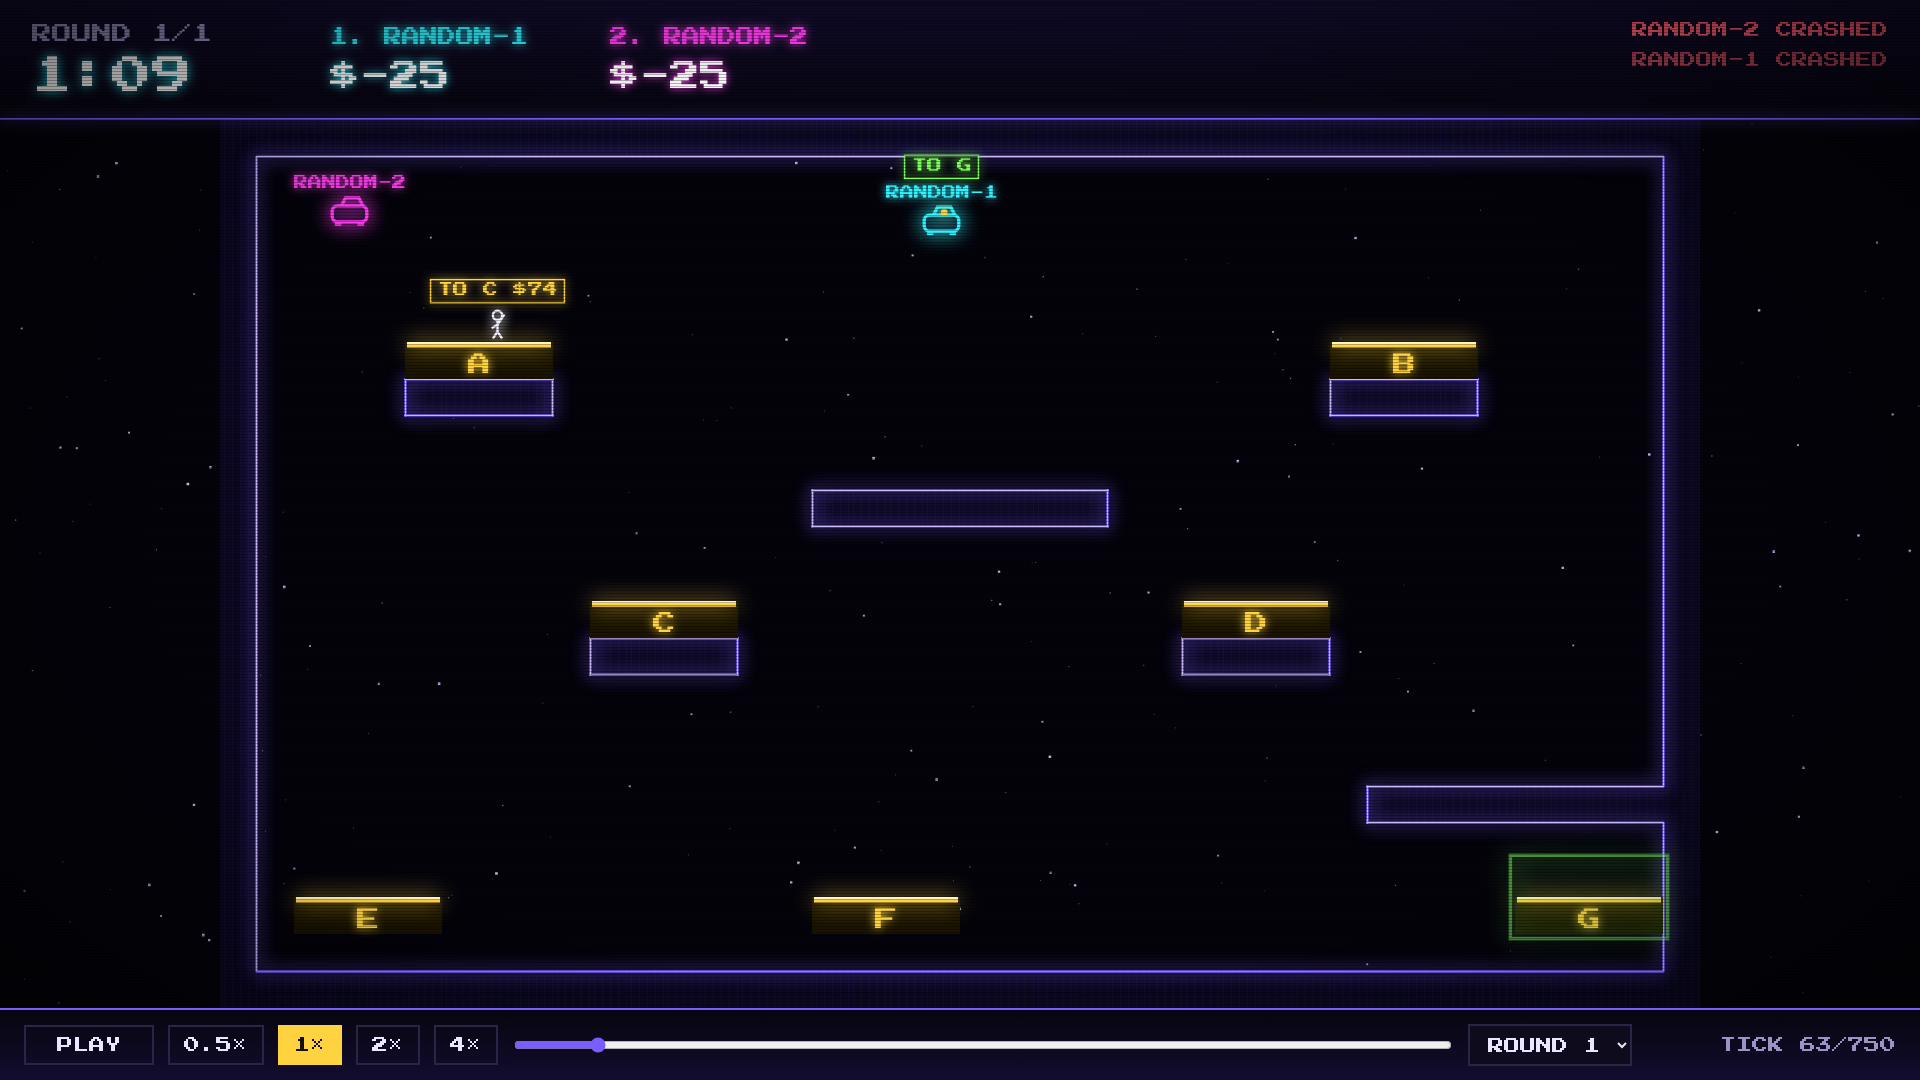 ROUND 1/1
1:09
1. RANDOM-1
$-25
2. RANDOM-2
$-25
RANDOM-2 CRASHED
RANDOM-1 CRASHED
TO G
RANDOM-2
RANDOM-1
TO C $74
A
B
C
D
E
F
G
PLAY
0.5×
1×
2×
4×
ROUND 1
TICK 63/750